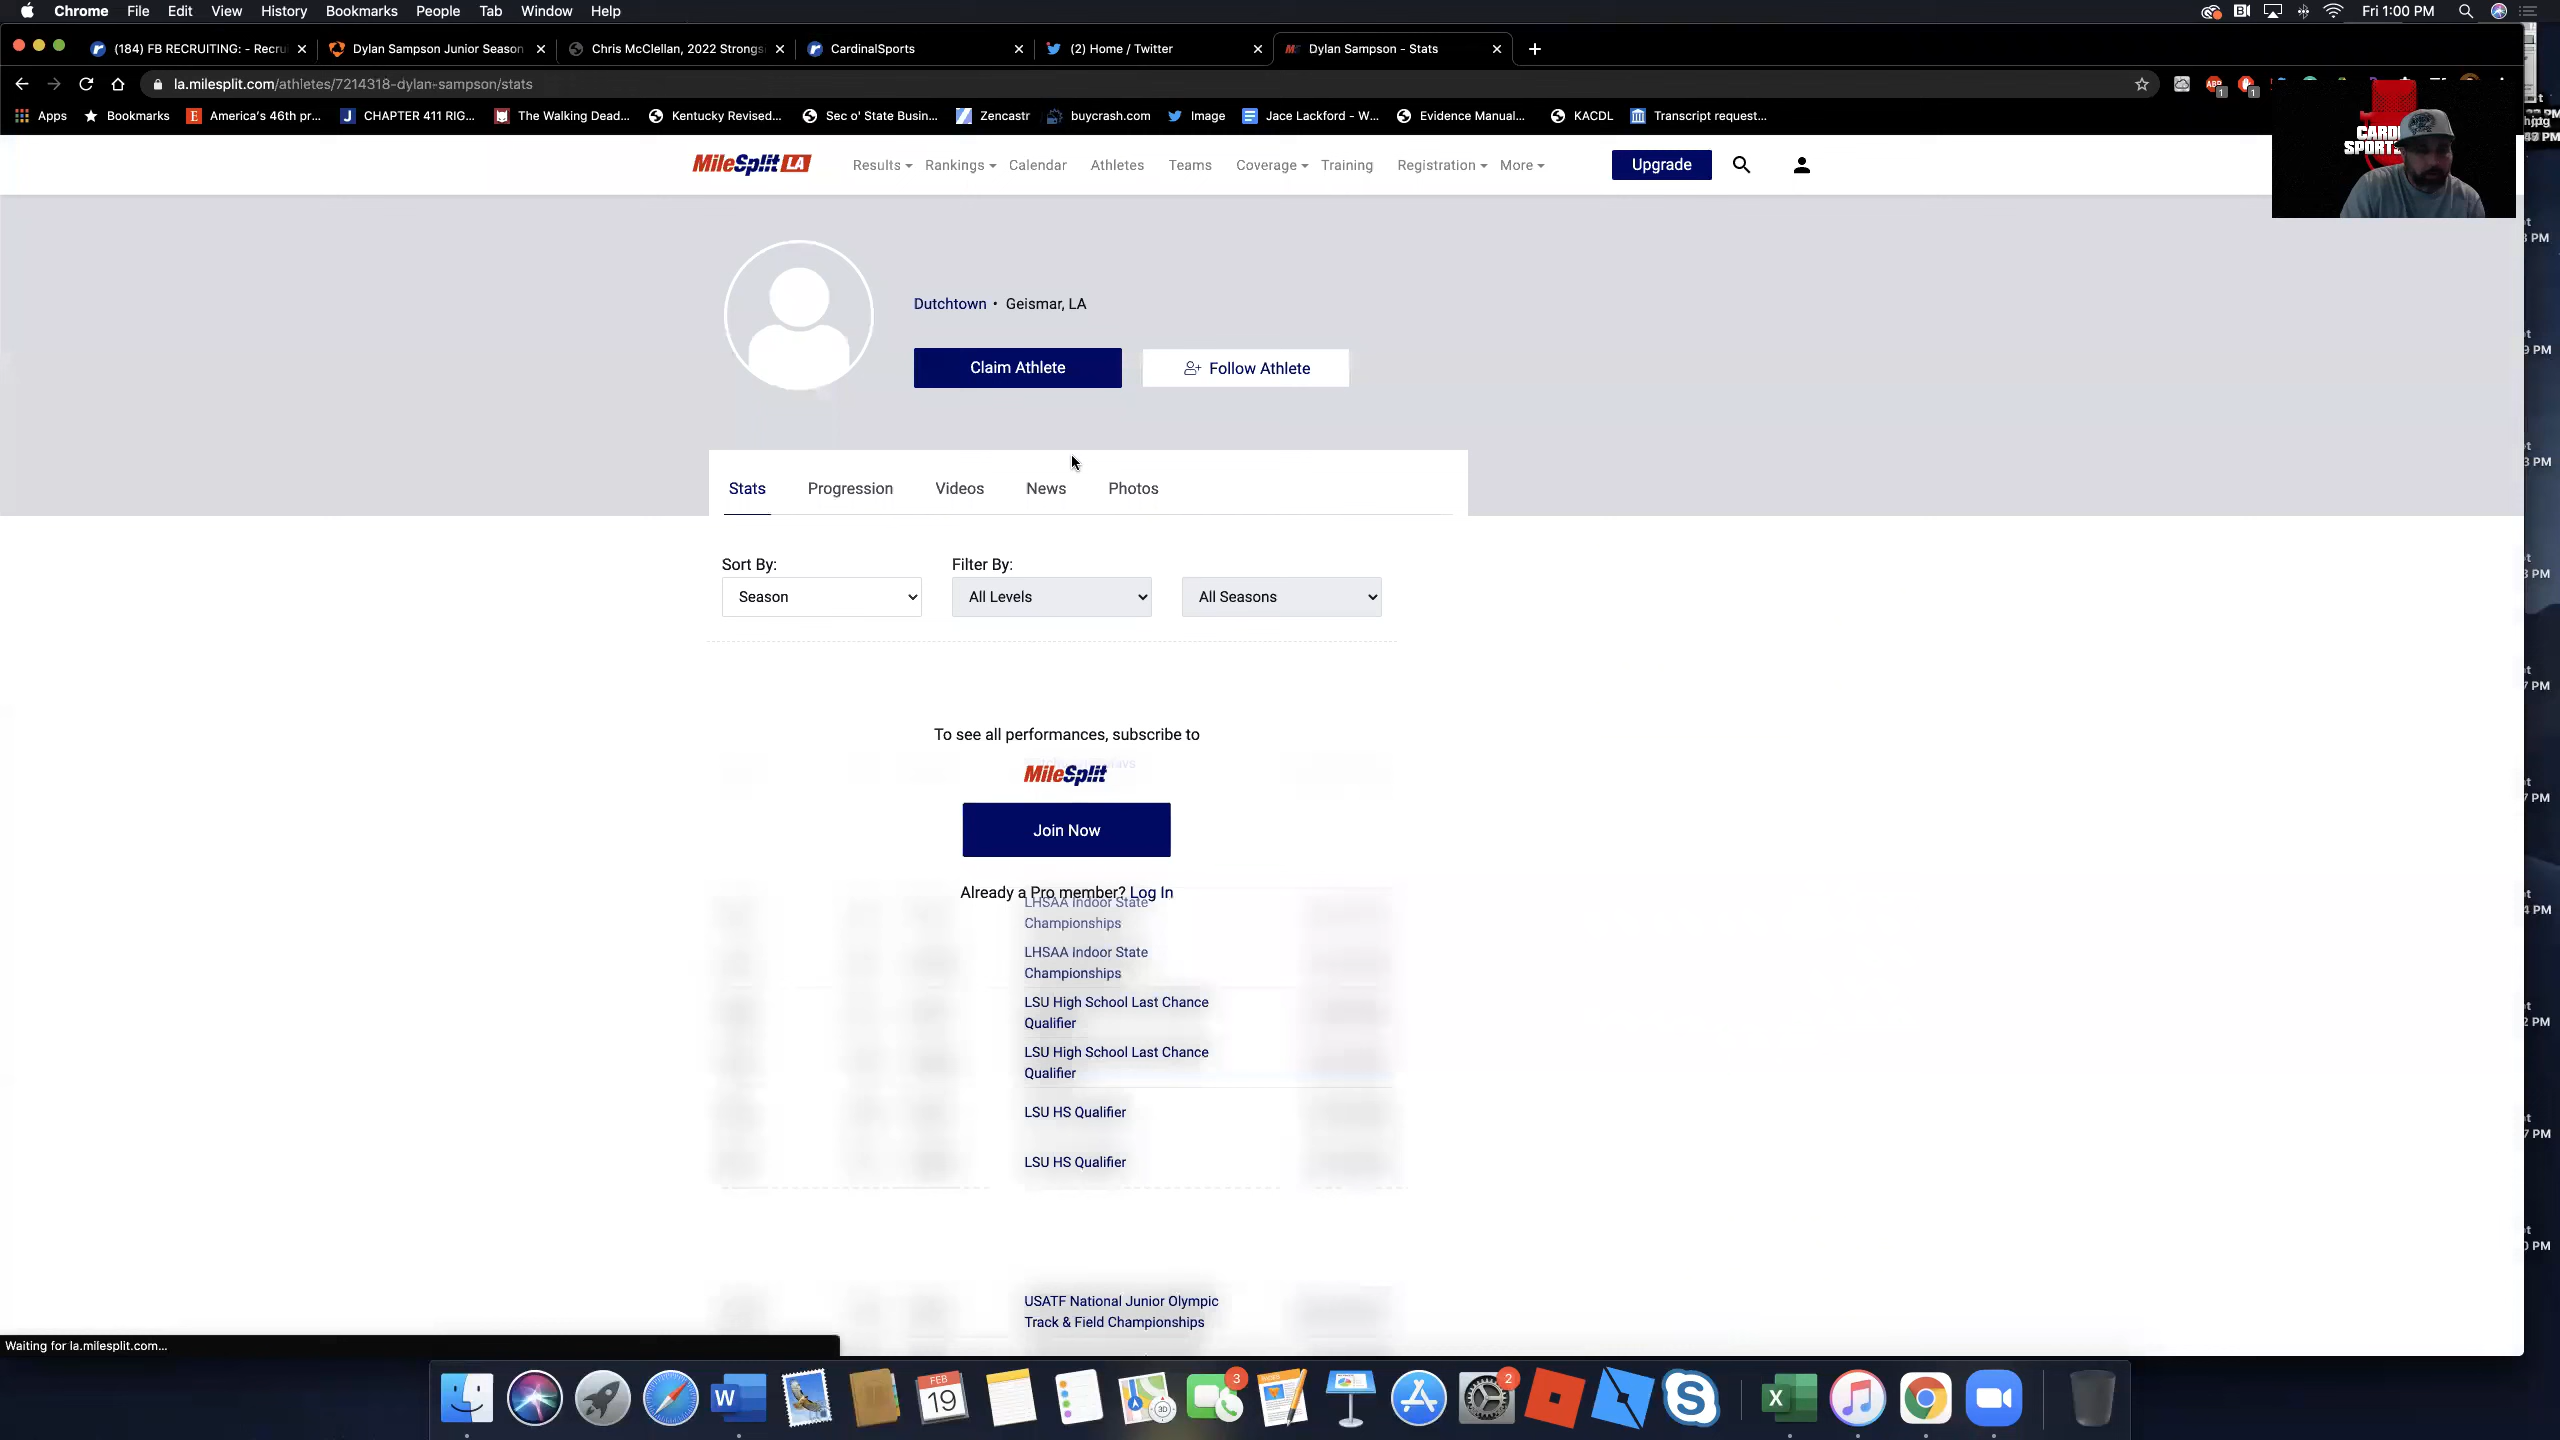 Chrome File Edit View History Bookmarks People Tab Window Help Fri 1:00 PM
(184) FB RECRUITING: - Recrui Dylan Sampson Junior Season Chris McClellan, 2022 Strongs CardinalSports (2) Home / Twitter Dylan Sampson - Stats
la.milesplit.com/athletes/7214318-dylan-sampson/stats
Apps Bookmarks America's 46th pr... CHAPTER 411 RIG... The Walking Dead... Kentucky Revised... Sec o' State Busin... Zencastr buycrash.com Image Jace Lackford - W... Evidence Manual... KACDL Transcript request...
MileSplit LA Results Rankings Calendar Athletes Teams Coverage Training Registration More Upgrade
Dutchtown • Geismar, LA
Claim Athlete Follow Athlete
Stats Progression Videos News Photos
Sort By: Filter By:
Season All Levels All Seasons
To see all performances, subscribe to
MileSplit
Join Now
Already a Pro member? Log In
LHSAA Indoor State
Championships
LHSAA Indoor State
Championships
LSU High School Last Chance
Qualifier
LSU High School Last Chance
Qualifier
LSU HS Qualifier
LSU HS Qualifier
USATF National Junior Olympic
Track & Field Championships
Waiting for la.milesplit.com...
FEB
19
3
2